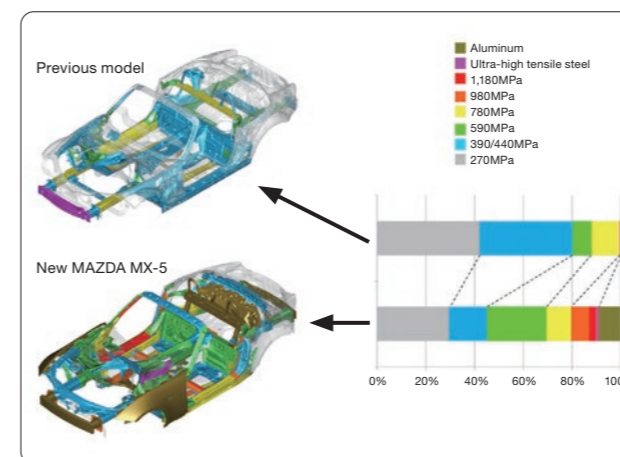 Previous model
New MAZDA MX-5
Aluminum
Ultra-high tensile steel
1,180MPa
980MPa
780MPa
590MPa
390/440MPa
270MPa
0%
20%
40%
60%
80%
100